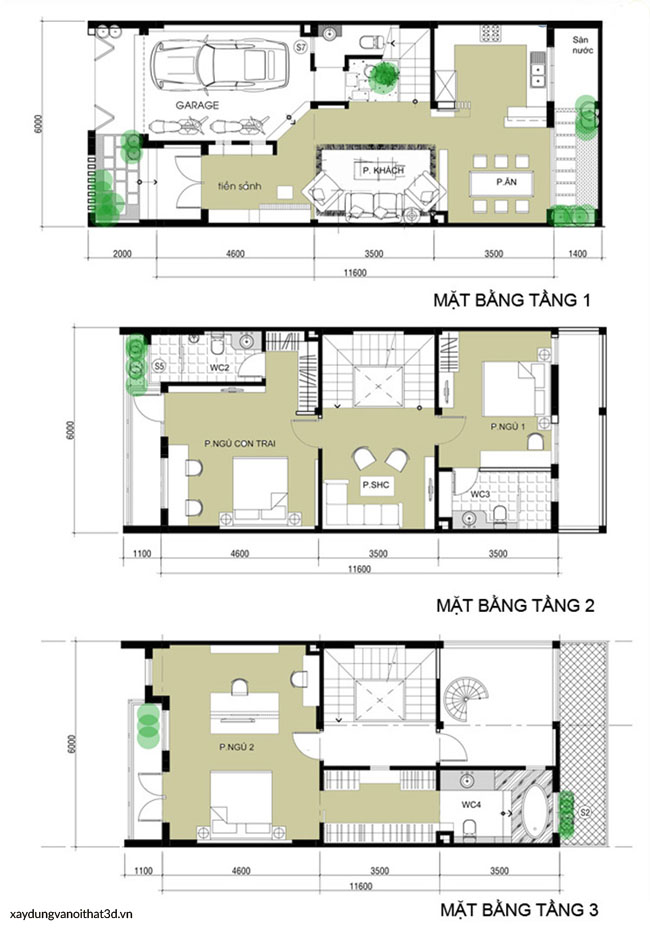 Sân
nước
S7
GARAGE
6000
P. KHÁCH
P.ĂN
tiền sảnh
2000
4600
3500
3500
1400
11600
MẶT BẰNG TẦNG 1
S5
WC2
P.NGỦ 1
6000
P.NGỦ CON TRAI
P.SHC
WC3
1100
4600
3500
3500
11600
MẶT BẰNG TẦNG 2
6000
P.NGỦ 2
WC4
S2
1100
4600
3500
3500
11600
MẶT BẰNG TẦNG 3
xaydungvanoithat3d.vn